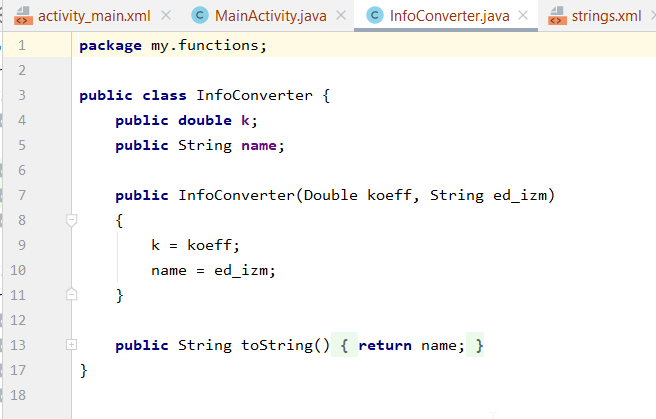 activity_main.xml MainActivity.java InfoConverter.java strings.xml
1 package my.functions;
2
3 public class InfoConverter {
4 public double k;
5 public String name;
6
7 public InfoConverter(Double koeff, String ed_izm)
8 {
9 k = koeff;
10 name = ed_izm;
11 }
12
13 public String toString() { return name; }
17 }
18